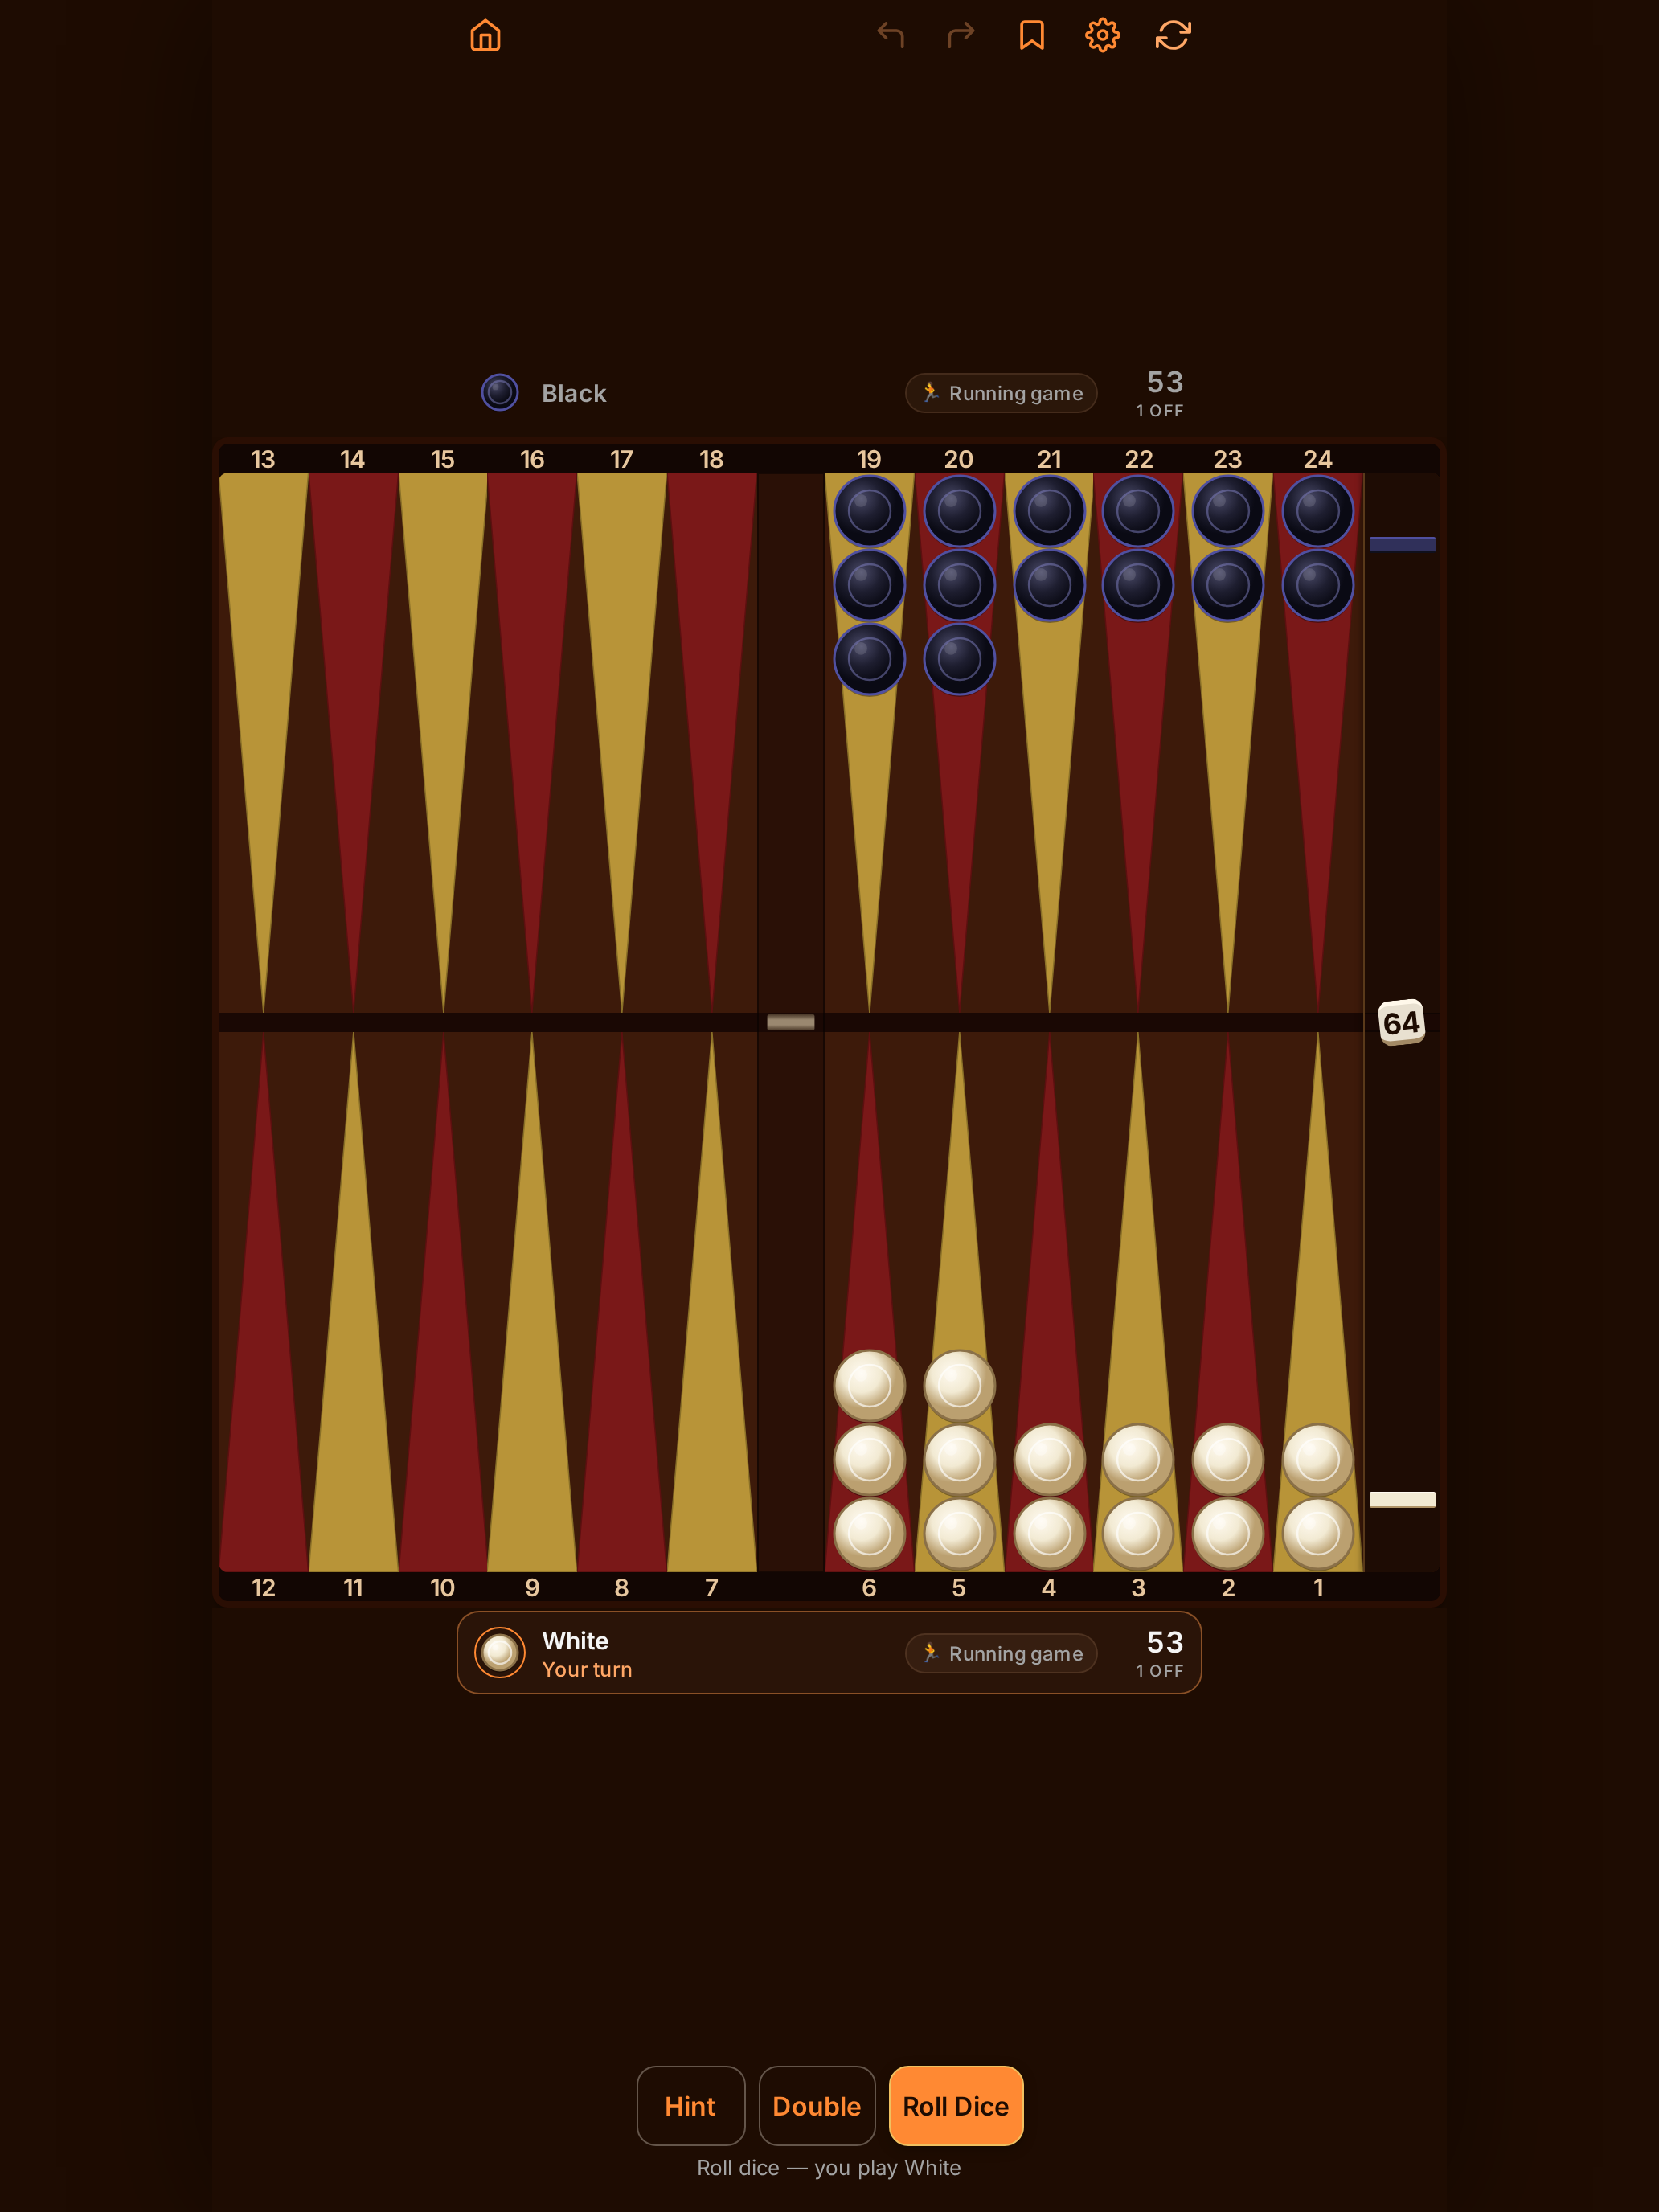 Black
🏃 Running game
53
1 OFF
13 14 15 16 17 18 19 20 21 22 23 24
64
12 11 10 9 8 7 6 5 4 3 2 1
White
Your turn
🏃 Running game
53
1 OFF
Hint
Double
Roll Dice
Roll dice — you play White